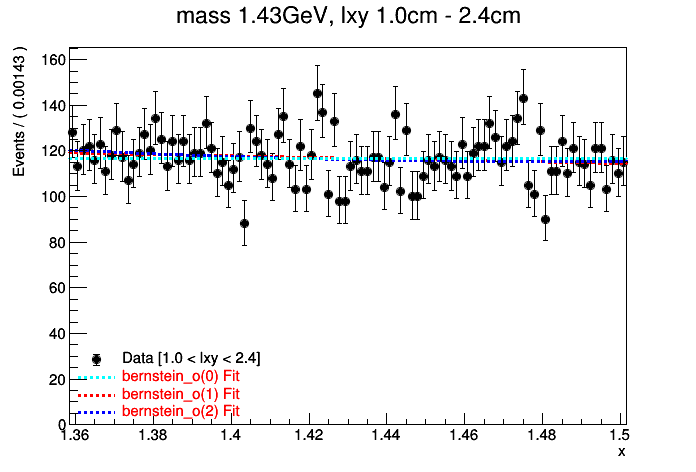 mass 1.43GeV, lxy 1.0cm - 2.4cm
Events / ( 0.00143 )
160
140
120
100
80
60
40
20
0
Data [1.0 < lxy < 2.4]
bernstein_o(0) Fit
bernstein_o(1) Fit
bernstein_o(2) Fit
1.36 1.38 1.4 1.42 1.44 1.46 1.48 1.5
x